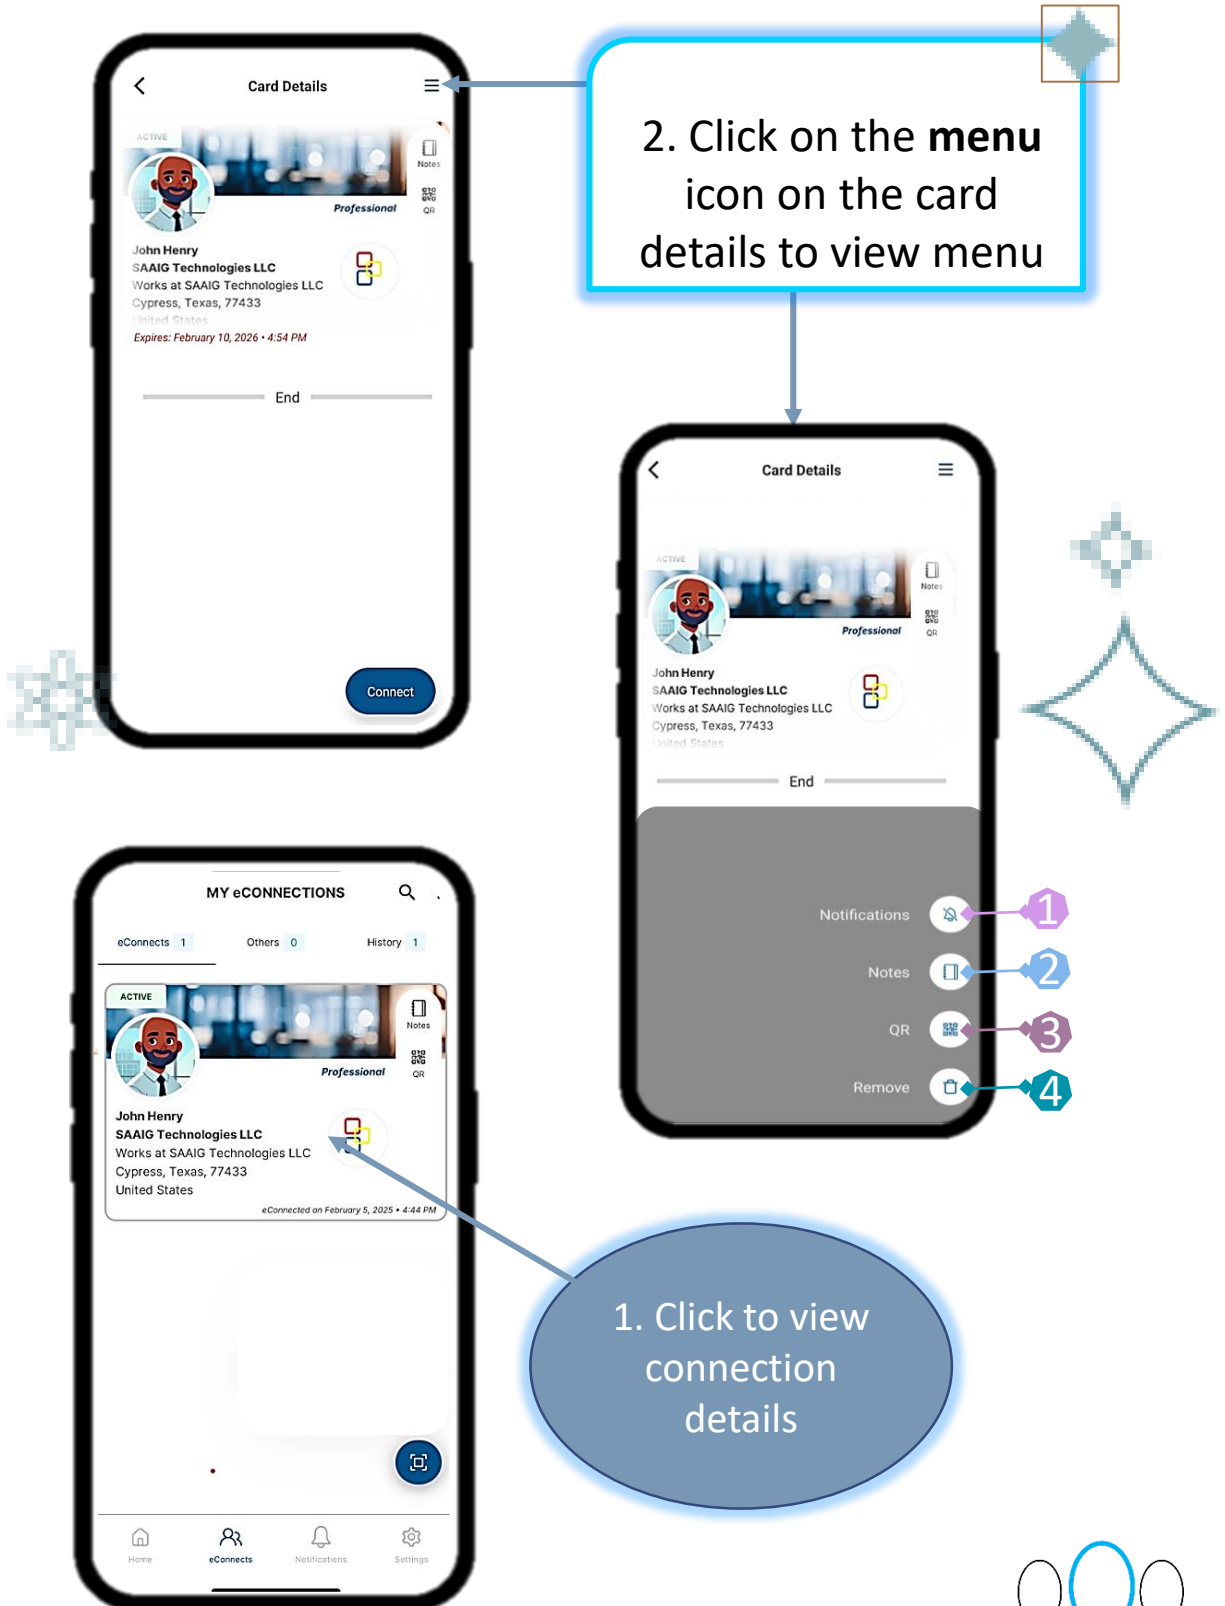 Card Details
ACTIVE
Notes
QR
Professional
John Henry
SAAIG Technologies LLC
Works at SAAIG Technologies LLC
Cypress, Texas, 77433
United States
Expires: February 10, 2026 • 4:54 PM
End
Connect
2. Click on the menu
icon on the card
details to view menu
Card Details
ACTIVE
Notes
QR
Professional
John Henry
SAAIG Technologies LLC
Works at SAAIG Technologies LLC
Cypress, Texas, 77433
United States
End
Notifications
1
Notes
2
QR
3
Remove
4
MY eCONNECTIONS
eConnects 1 Others 0 History 1
ACTIVE
Notes
QR
Professional
John Henry
SAAIG Technologies LLC
Works at SAAIG Technologies LLC
Cypress, Texas, 77433
United States
eConnected on February 5, 2025 • 4:44 PM
Home eConnects Notifications Settings
1. Click to view
connection
details